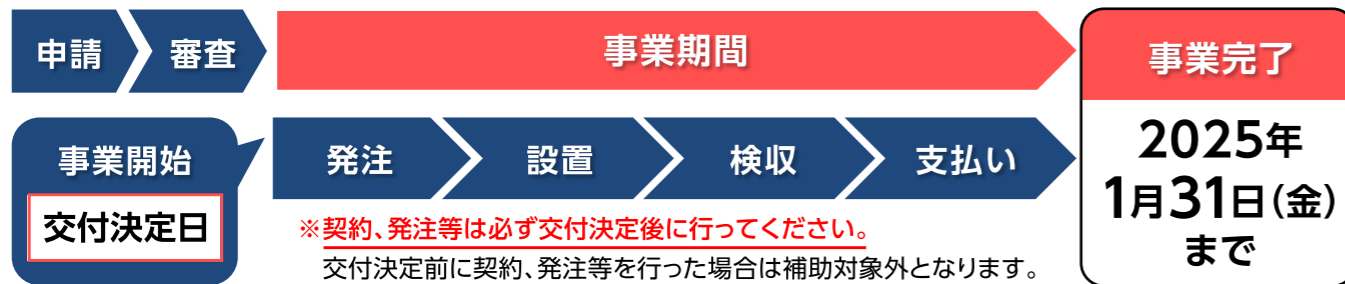 申請
審査
事業期間
事業完了
事業開始
交付決定日
発注
設置
検収
支払い
2025年
1月31日(金)
まで
※契約、発注等は必ず交付決定後に行ってください。
交付決定前に契約、発注等を行った場合は補助対象外となります。